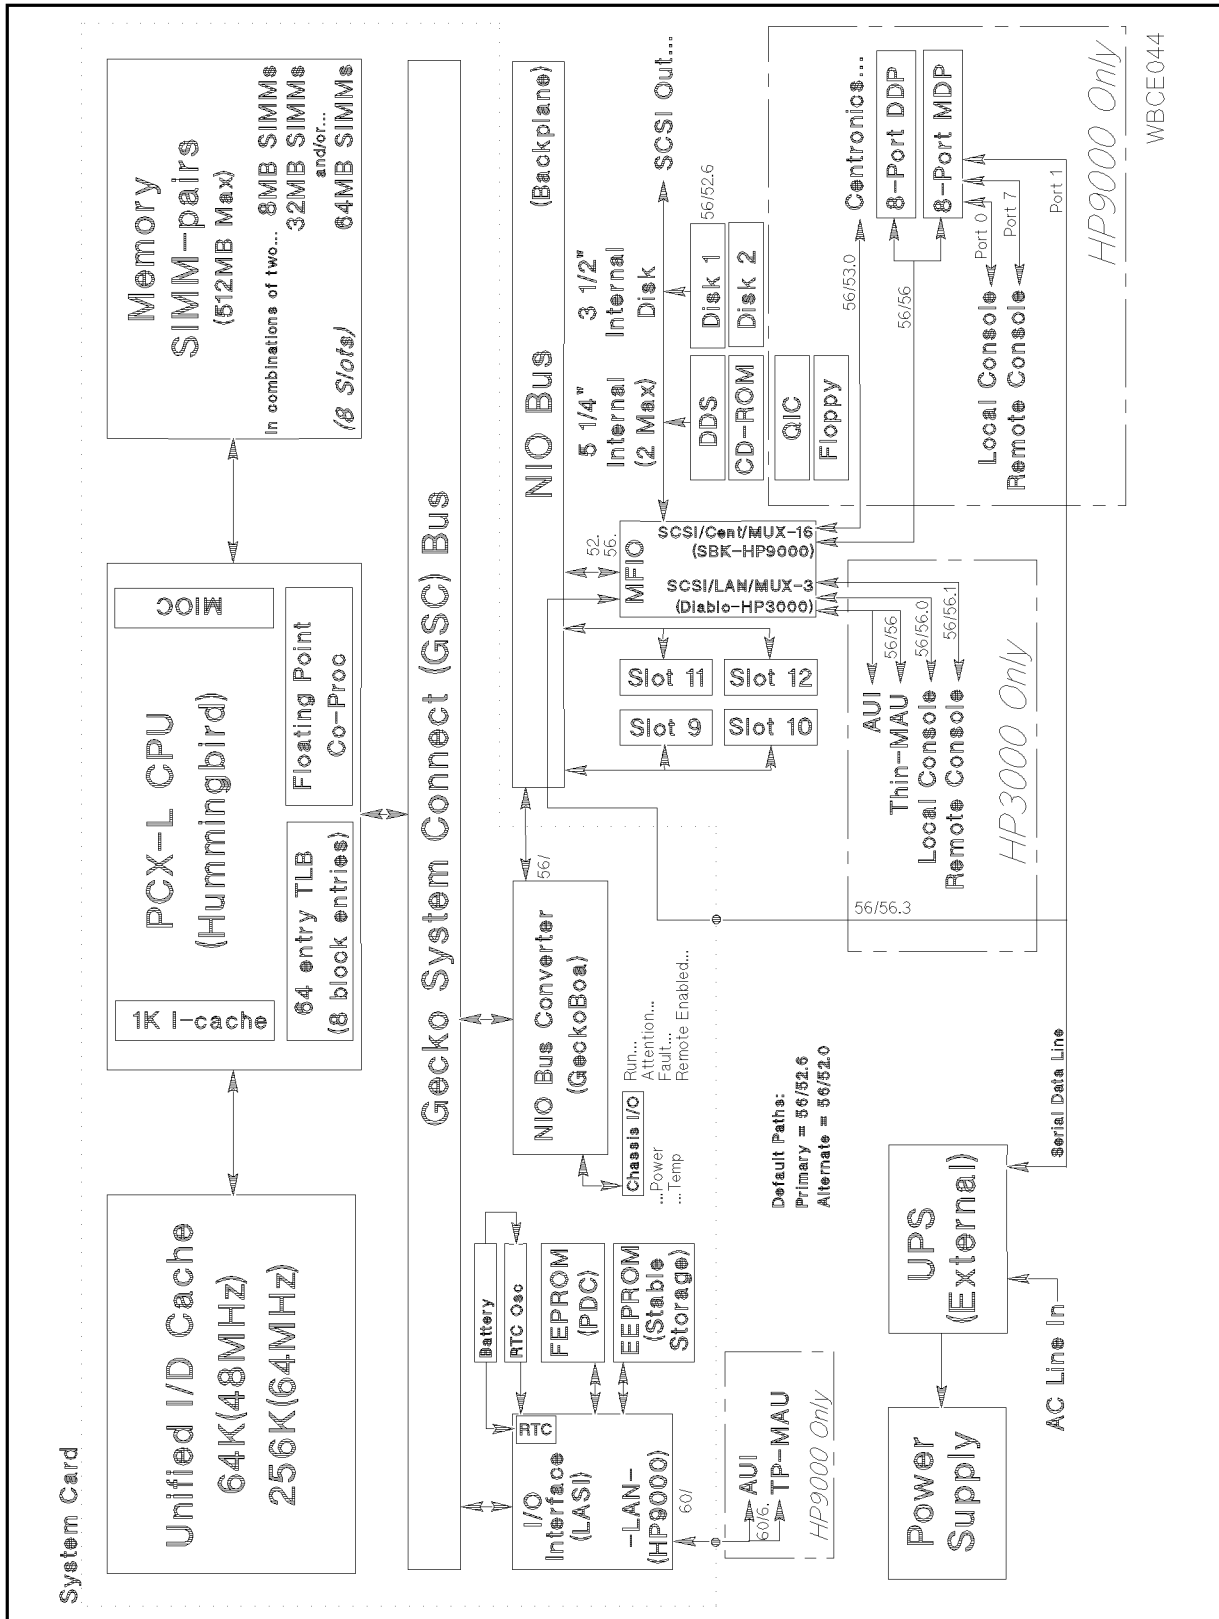 System Card
Unified I/D Cache
64K(48MHz)
256K(64MHz)
PCX-L CPU
(Hummingbird)
1K I-cache
MIOC
64 entry TLB
(8 block entries)
Floating Point
Co-Proc
Memory
SIMM-pairs
(512MB Max)
In combinations of two...
8MB SIMMs
32MB SIMMs
and/or...
64MB SIMMs
(8 Slots)
Gecko System Connect (GSC) Bus
I/O
Interface
(LASI)
-LAN-
(HP9000)
RTC
60/
Battery
RTC Osc
FEPROM
(PDC)
EEPROM
(Stable
Storage)
NIO Bus Converter
(GeckoBoa)
56/
Chassis I/O
...Power
...Temp
Run...
Attention...
Fault...
Remote Enabled...
NIO Bus
(Backplane)
Slot 9
Slot 11
Slot 10
Slot 12
52.
56.
MFIO
SCSI/Cent/MUX-16
(SBK-HP9000)
SCSI/LAN/MUX-3
(Diablo-HP3000)
5 1/4"
Internal
(2 Max)
3 1/2"
Internal
Disk
SCSI Out...
DDS
CD-ROM
Disk 1
Disk 2
56/52.6
QIC
Floppy
56/53.0
Centronics...
56/56
8-Port DDP
8-Port MDP
Port 0
Port 7
Port 1
Local Console
Remote Console
HP9000 Only
WBCE044
AUI
Thin-MAU
Local Console
Remote Console
56/56
56/56.0
56/56.1
HP3000 Only
56/56.3
60/6.
AUI
TP-MAU
HP9000 Only
Default Paths:
Primary = 56/52.6
Alternate = 56/52.0
Power
Supply
UPS
(External)
AC Line In
Serial Data Line